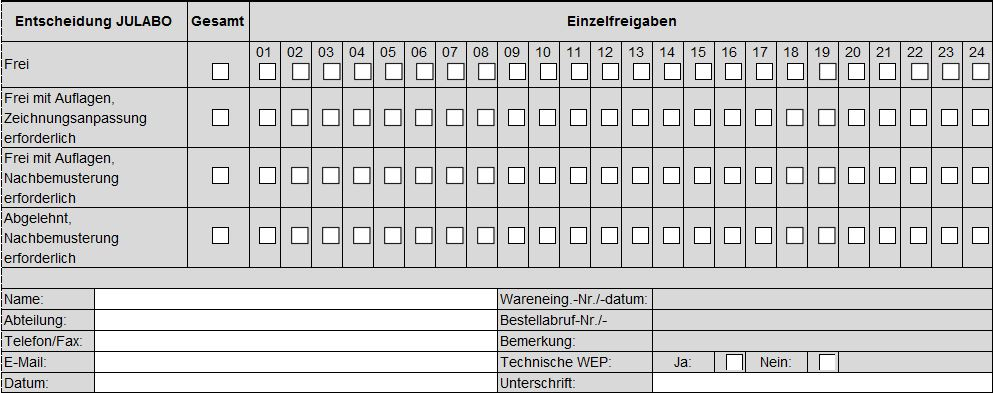 Entscheidung JULABO Gesamt Einzelfreigaben
01 02 03 04 05 06 07 08 09 10 11 12 13 14 15 16 17 18 19 20 21 22 23 24
Frei
Frei mit Auflagen,
Zeichnungsanpassung
erforderlich
Frei mit Auflagen,
Nachbemusterung
erforderlich
Abgelehnt,
Nachbemusterung
erforderlich
Name: Wareneing.-Nr./-datum:
Abteilung: Bestellabruf-Nr./-
Telefon/Fax: Bemerkung:
E-Mail: Technische WEP: Ja: Nein:
Datum: Unterschrift: